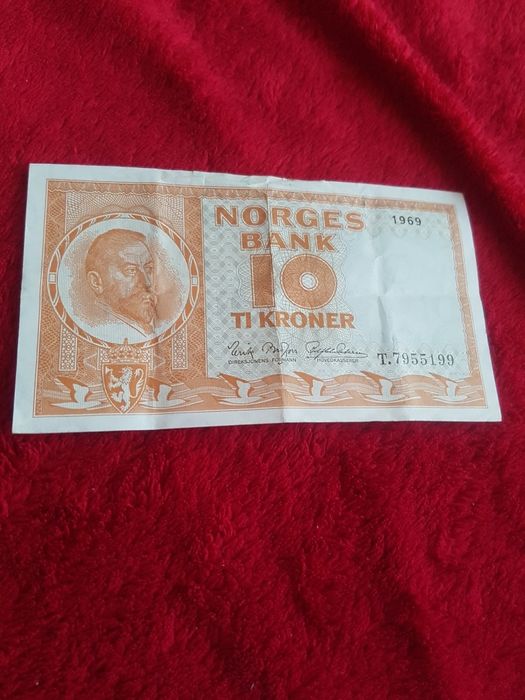 NORGES
BANK
1969
10
TI KRONER
DIREKSJONENS FORMANN
HOVEDKASSERER
T.7955199